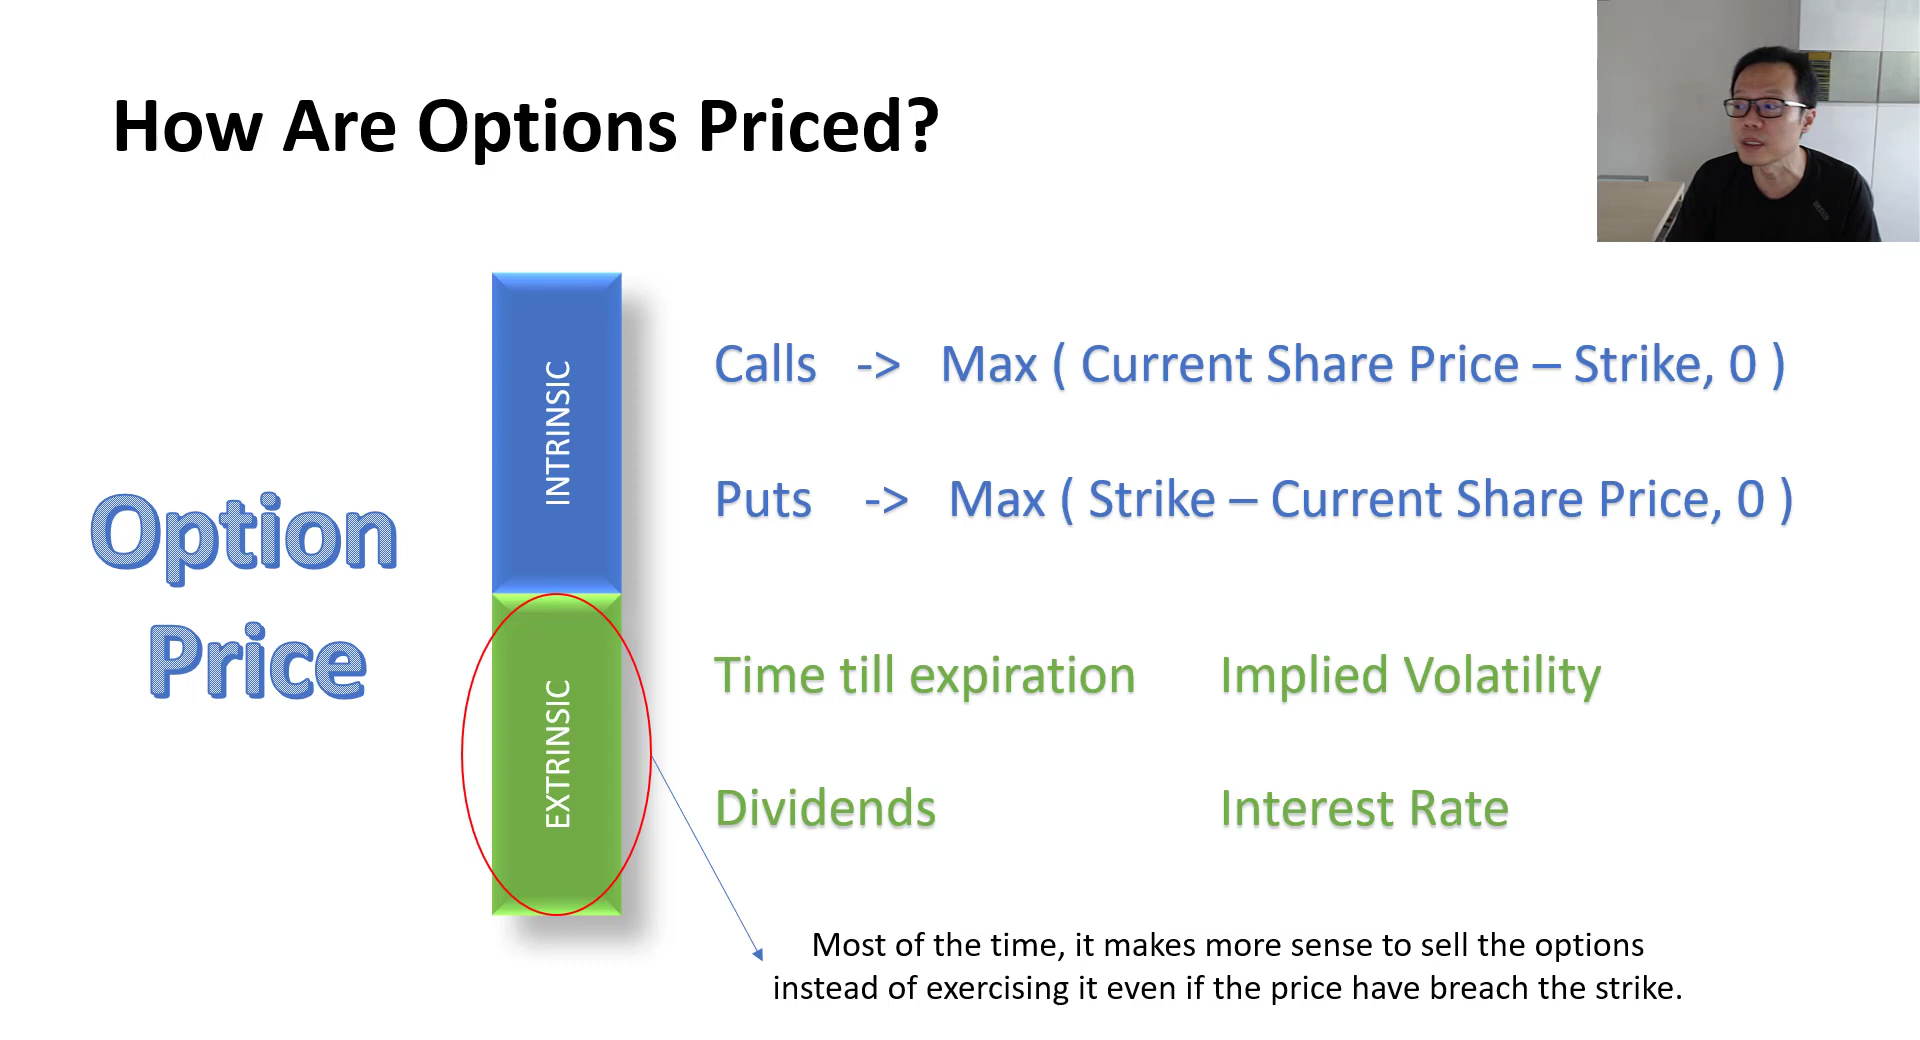 How Are Options Priced?
Option
Price
INTRINSIC
Calls -> Max ( Current Share Price – Strike, 0 )
Puts -> Max ( Strike – Current Share Price, 0 )
EXTRINSIC
Time till expiration Implied Volatility
Dividends Interest Rate
Most of the time, it makes more sense to sell the options
instead of exercising it even if the price have breach the strike.